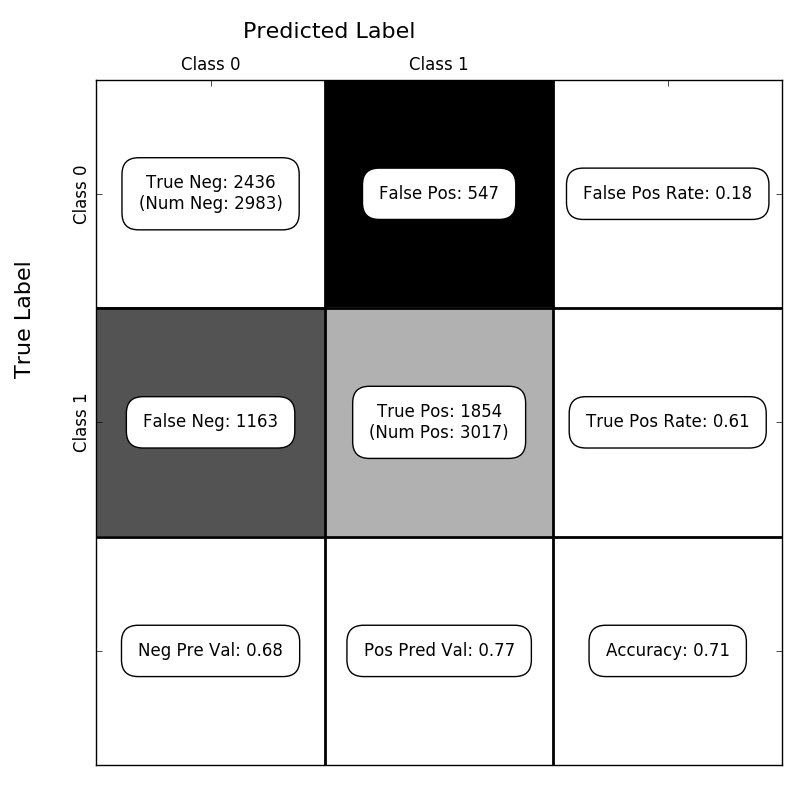 Predicted Label
Class 0
Class 1
True Label
Class 0
True Neg: 2436
(Num Neg: 2983)
False Pos: 547
False Pos Rate: 0.18
Class 1
False Neg: 1163
True Pos: 1854
(Num Pos: 3017)
True Pos Rate: 0.61
Neg Pre Val: 0.68
Pos Pred Val: 0.77
Accuracy: 0.71